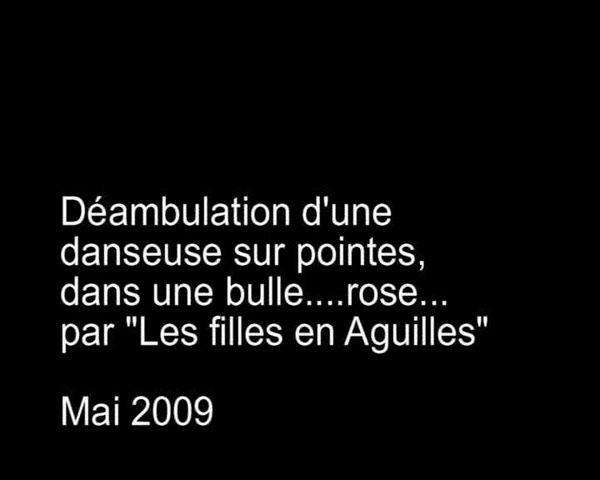 Déambulation d'une
danseuse sur pointes,
dans une bulle....rose...
par "Les filles en Aguilles"
Mai 2009